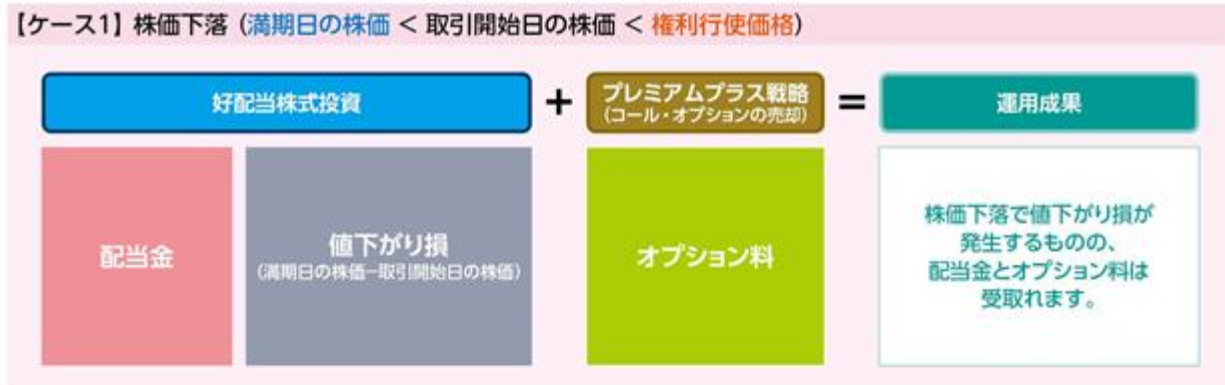 【ケース1】株価下落（満期日の株価 < 取引開始日の株価 < 権利行使価格）
好配当株式投資
+
プレミアムプラス戦略
（コール・オプションの売却）
=
運用成果
配当金
値下がり損
（満期日の株価−取引開始日の株価）
オプション料
株価下落で値下がり損が
発生するものの、
配当金とオプション料は
受取れます。